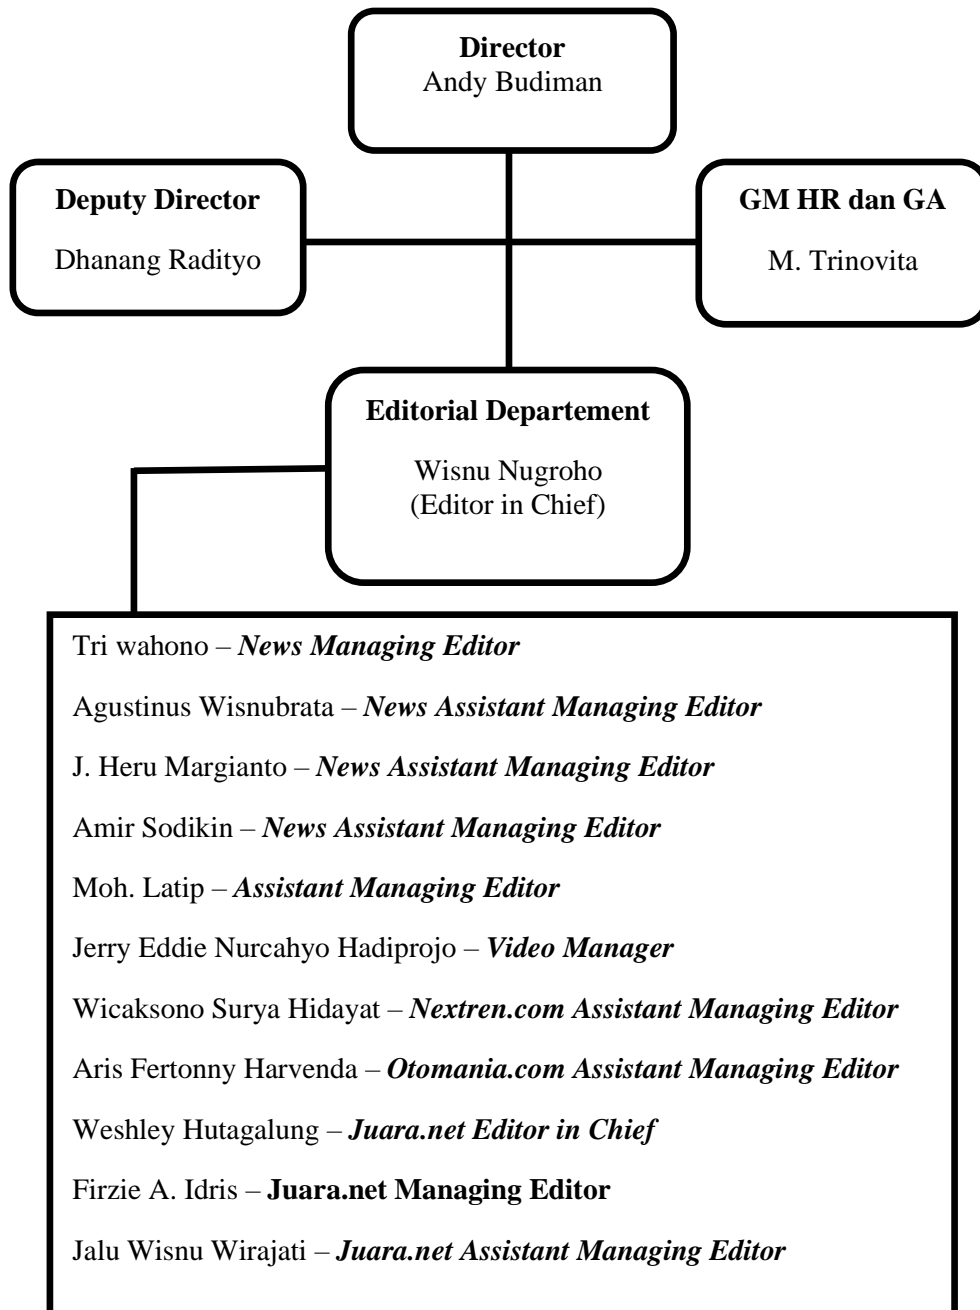 Director
Andy Budiman
Deputy Director
Dhanang Radityo
GM HR dan GA
M. Trinovita
Editorial Departement
Wisnu Nugroho
(Editor in Chief)
Tri wahono – News Managing Editor
Agustinus Wisnubrata – News Assistant Managing Editor
J. Heru Margianto – News Assistant Managing Editor
Amir Sodikin – News Assistant Managing Editor
Moh. Latip – Assistant Managing Editor
Jerry Eddie Nurcahyo Hadiprojo – Video Manager
Wicaksono Surya Hidayat – Nextren.com Assistant Managing Editor
Aris Fertonny Harvenda – Otomania.com Assistant Managing Editor
Weshley Hutagalung – Juara.net Editor in Chief
Firzie A. Idris – Juara.net Managing Editor
Jalu Wisnu Wirajati – Juara.net Assistant Managing Editor